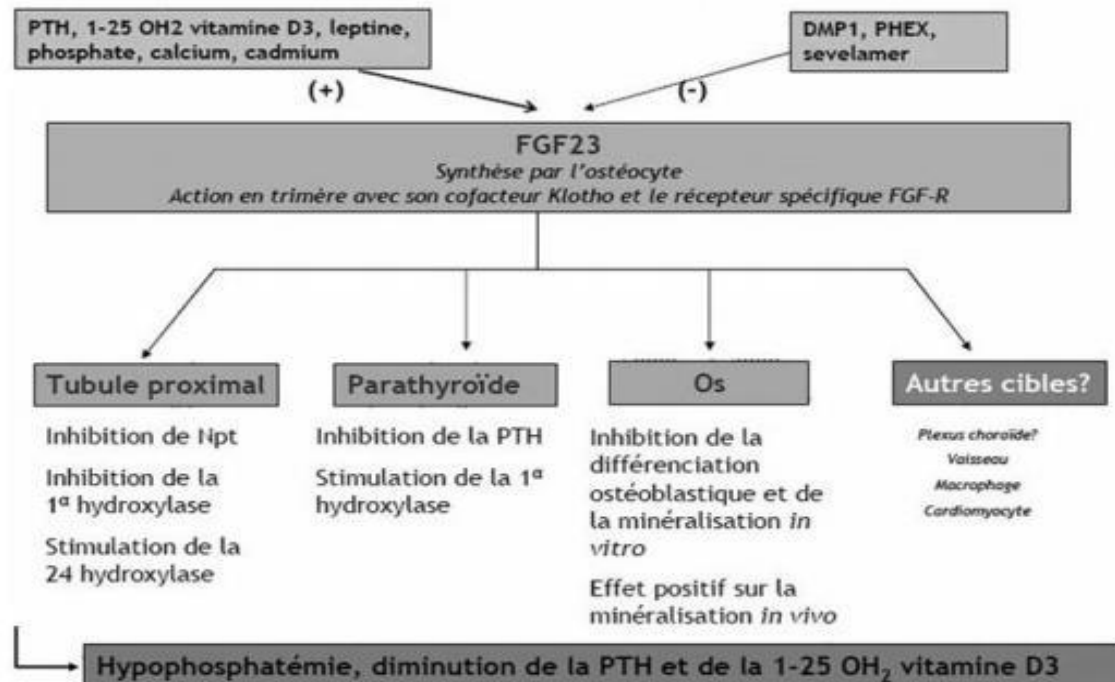 PTH, 1-25 OH2 vitamine D3, leptine,
phosphate, calcium, cadmium
DMP1, PHEX,
sevelamer
(+)
(-)
FGF23
Synthèse par l'ostéocyte
Action en trimère avec son cofacteur Klotho et le récepteur spécifique FGF-R
Tubule proximal
Inhibition de Npt
Inhibition de la
1ᵅ hydroxylase
Stimulation de la
24 hydroxylase
Parathyroïde
Inhibition de la PTH
Stimulation de la 1ᵅ
hydroxylase
Os
Inhibition de la
différenciation
ostéoblastique et de
la minéralisation in
vitro
Effet positif sur la
minéralisation in vivo
Autres cibles?
Plexus choroïde?
Vaisseau
Macrophage
Cardiomyocyte
Hypophosphatémie, diminution de la PTH et de la 1-25 OH₂ vitamine D3